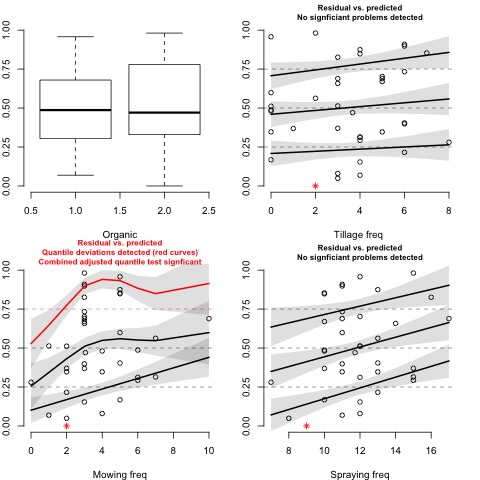 0.00 0.25 0.50 0.75 1.00
0.5 1.0 1.5 2.0 2.5
Organic
Residual vs. predicted
No signficiant problems detected
0.00 0.25 0.50 0.75 1.00
0 2 4 6 8
Tillage freq
Residual vs. predicted
Quantile deviations detected (red curves)
Combined adjusted quantile test signficant
0.00 0.25 0.50 0.75 1.00
0 2 4 6 8 10
Mowing freq
Residual vs. predicted
No signficiant problems detected
0.00 0.25 0.50 0.75 1.00
8 10 12 14 16
Spraying freq